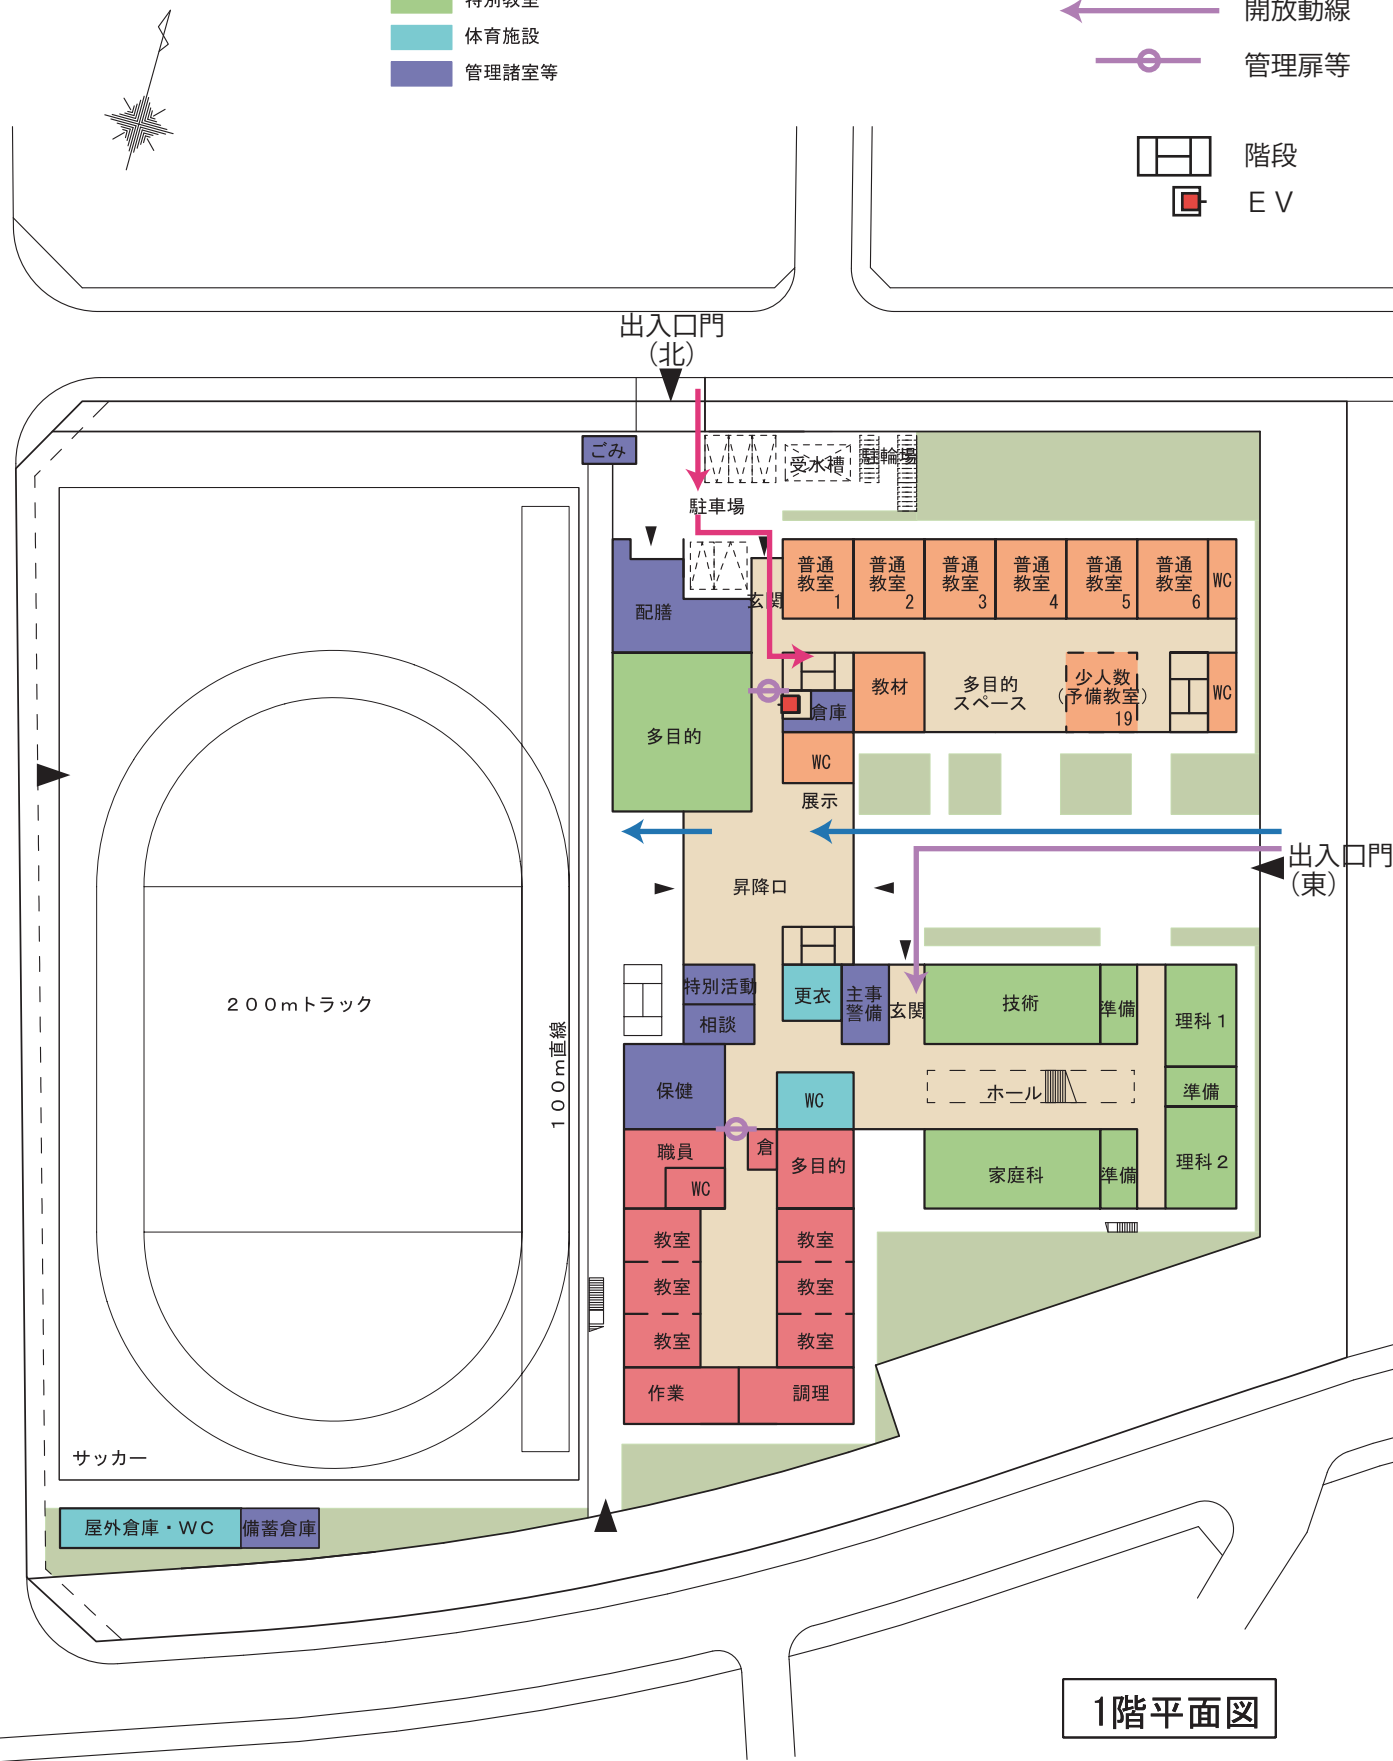 特別教室
体育施設
管理諸室等
開放動線
管理扉等
階段
ＥＶ
出入口門
（北）
ごみ
受水槽
駐輪場
駐車場
普通
教室
1
普通
教室
2
普通
教室
3
普通
教室
4
普通
教室
5
普通
教室
6
WC
配膳
玄関
教材
多目的
スペース
少人数
（予備教室）
19
WC
倉庫
多目的
WC
展示
出入口門
（東）
昇降口
特別活動
相談
更衣
主事
警備
玄関
技術
準備
理科１
２００ｍトラック
１００ｍ直線
保健
WC
ホール
準備
職員
WC
倉
多目的
家庭科
準備
理科２
教室
教室
教室
教室
教室
教室
作業
調理
サッカー
屋外倉庫・ＷＣ
備蓄倉庫
1階平面図